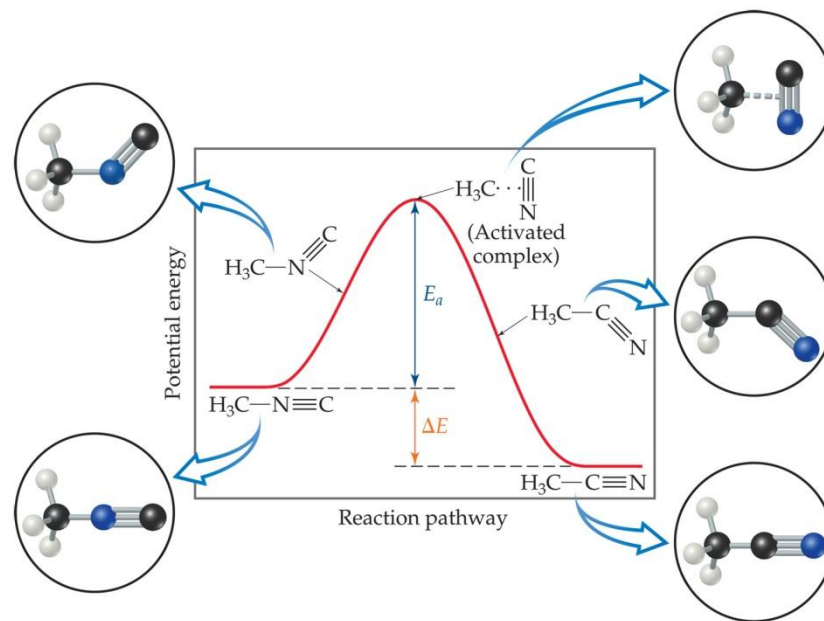 H₃C···C≡N
(Activated
complex)
H₃C—N≡C
Eₐ
H₃C—C≡N
Potential energy
H₃C—N≡C
ΔE
H₃C—C≡N
Reaction pathway